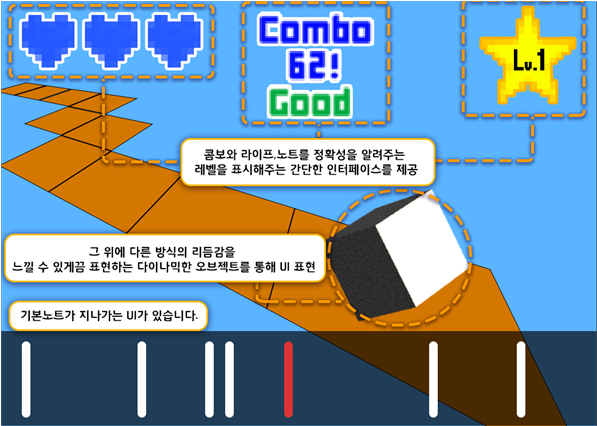 Combo
62!
Good
Lv.1
콤보와 라이프,노트를 정확성을 알려주는
레벨을 표시해주는 간단한 인터페이스를 제공
그 위에 다른 방식의 리듬감을
느낄 수 있게끔 표현하는 다이나믹한 오브젝트를 통해 UI 표현
기본노트가 지나가는 UI가 있습니다.